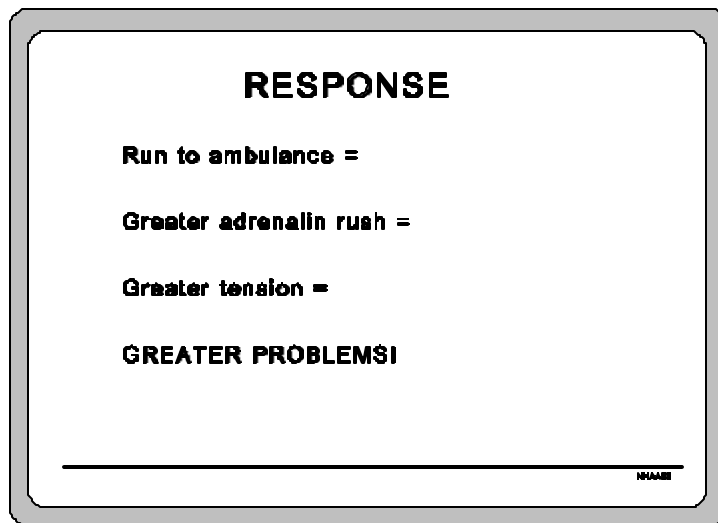 RESPONSE
Run to ambulance =
Greater adrenalin rush =
Greater tension =
GREATER PROBLEMS!